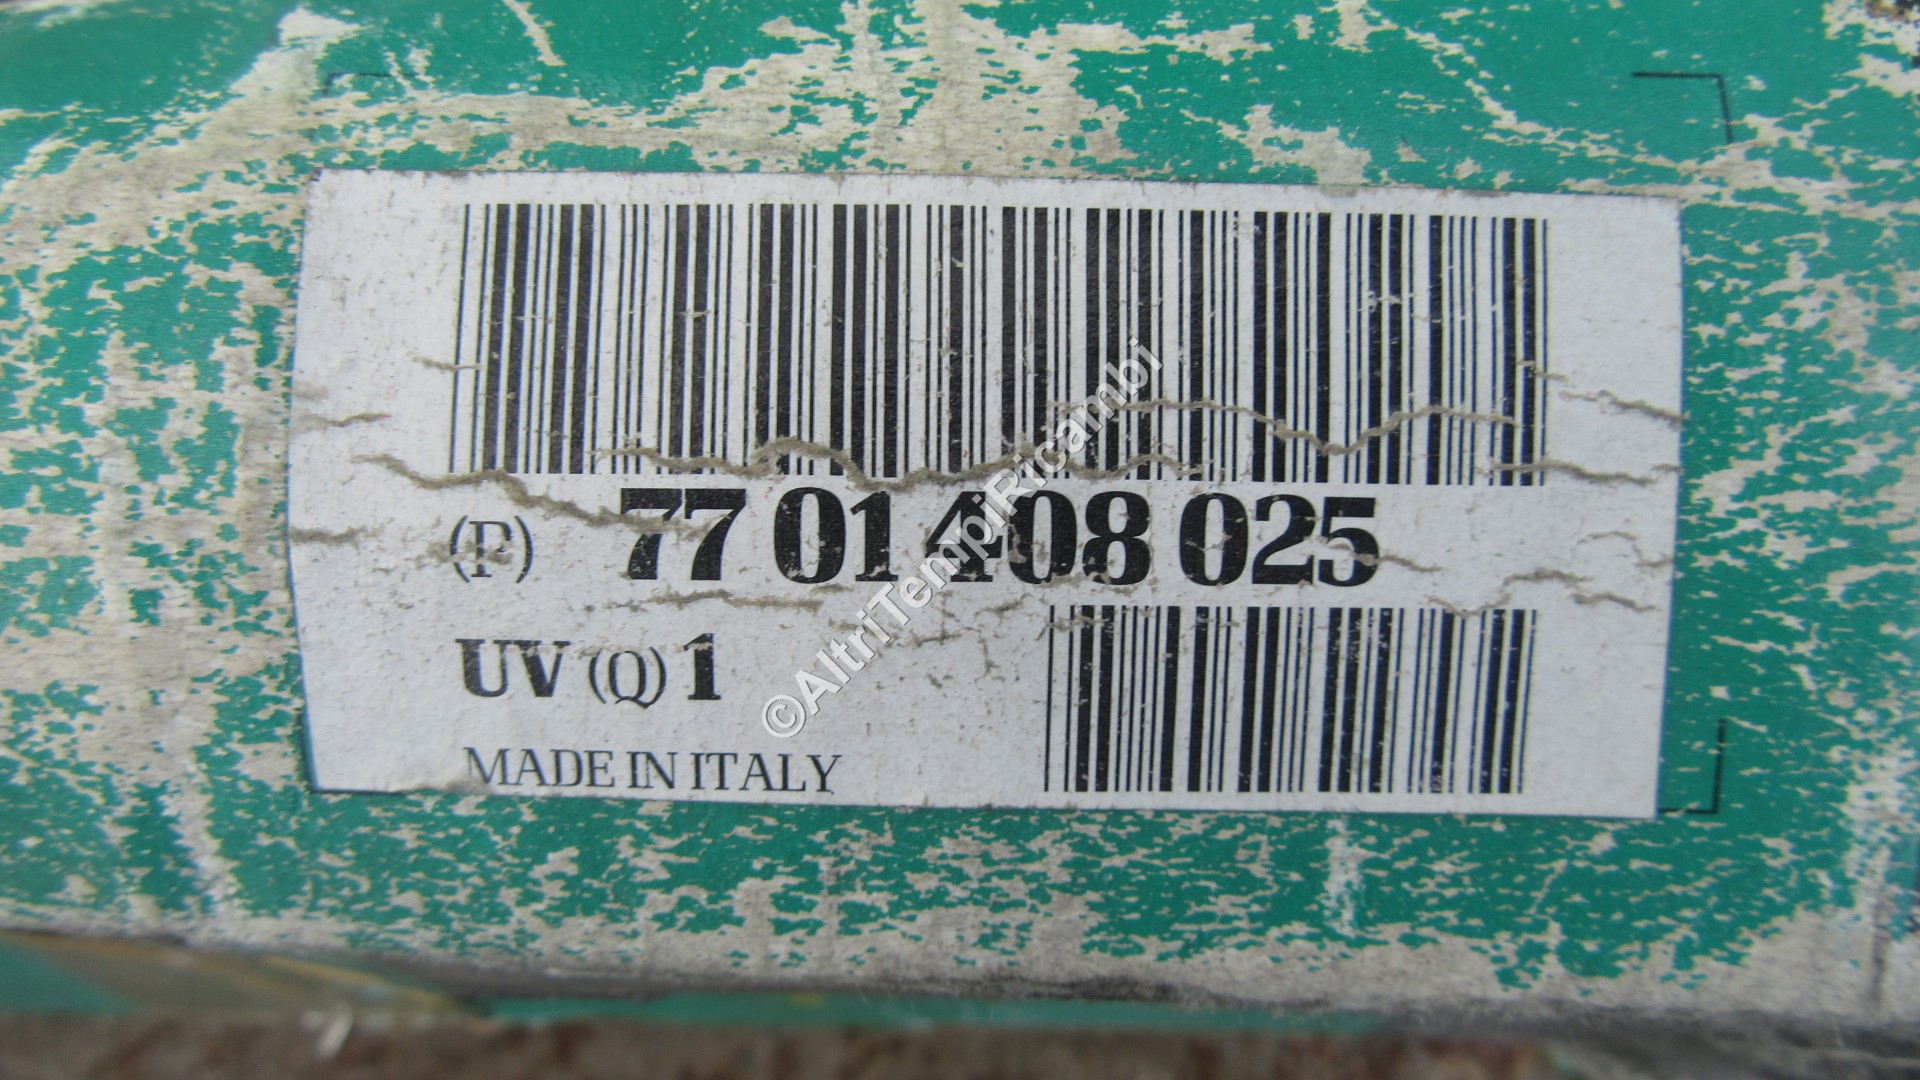 (P) 77 01 408 025
UV (Q) 1
MADE IN ITALY
©AltriTempiRicambi